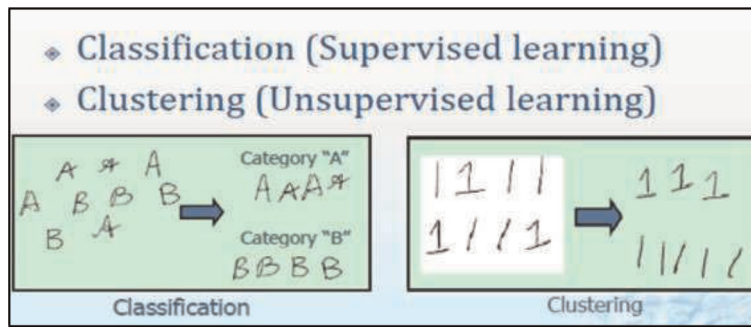 Classification (Supervised learning)
Clustering (Unsupervised learning)
A A A
A B B B
B A
Category "A"
A A A A
Category "B"
B B B B
Classification
1 1 1 1
1 1 1 1 1
1 1 1
1 1 1 1 1
Clustering